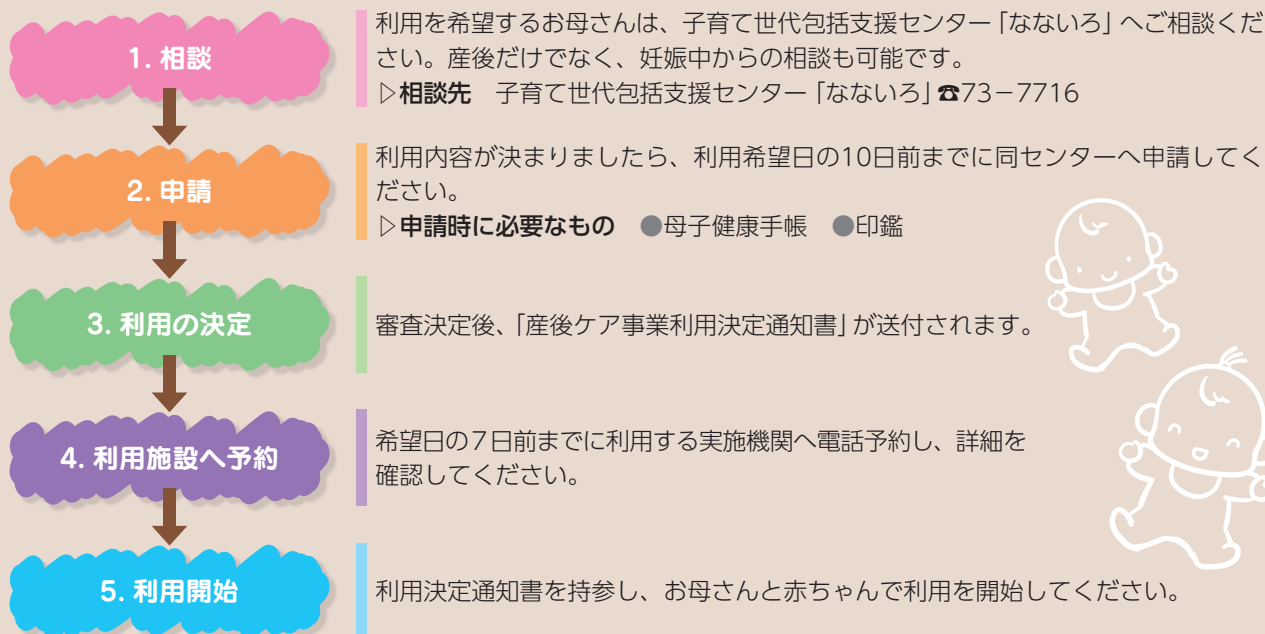 1. 相談
利用を希望するお母さんは、子育て世代包括支援センター「なないろ」へご相談くだ
さい。産後だけでなく、妊娠中からの相談も可能です。
▷相談先　子育て世代包括支援センター「なないろ」☎73－7716
2. 申請
利用内容が決まりましたら、利用希望日の10日前までに同センターへ申請してく
ださい。
▷申請時に必要なもの　●母子健康手帳　●印鑑
3. 利用の決定
審査決定後、「産後ケア事業利用決定通知書」が送付されます。
4. 利用施設へ予約
希望日の7日前までに利用する実施機関へ電話予約し、詳細を
確認してください。
5. 利用開始
利用決定通知書を持参し、お母さんと赤ちゃんで利用を開始してください。